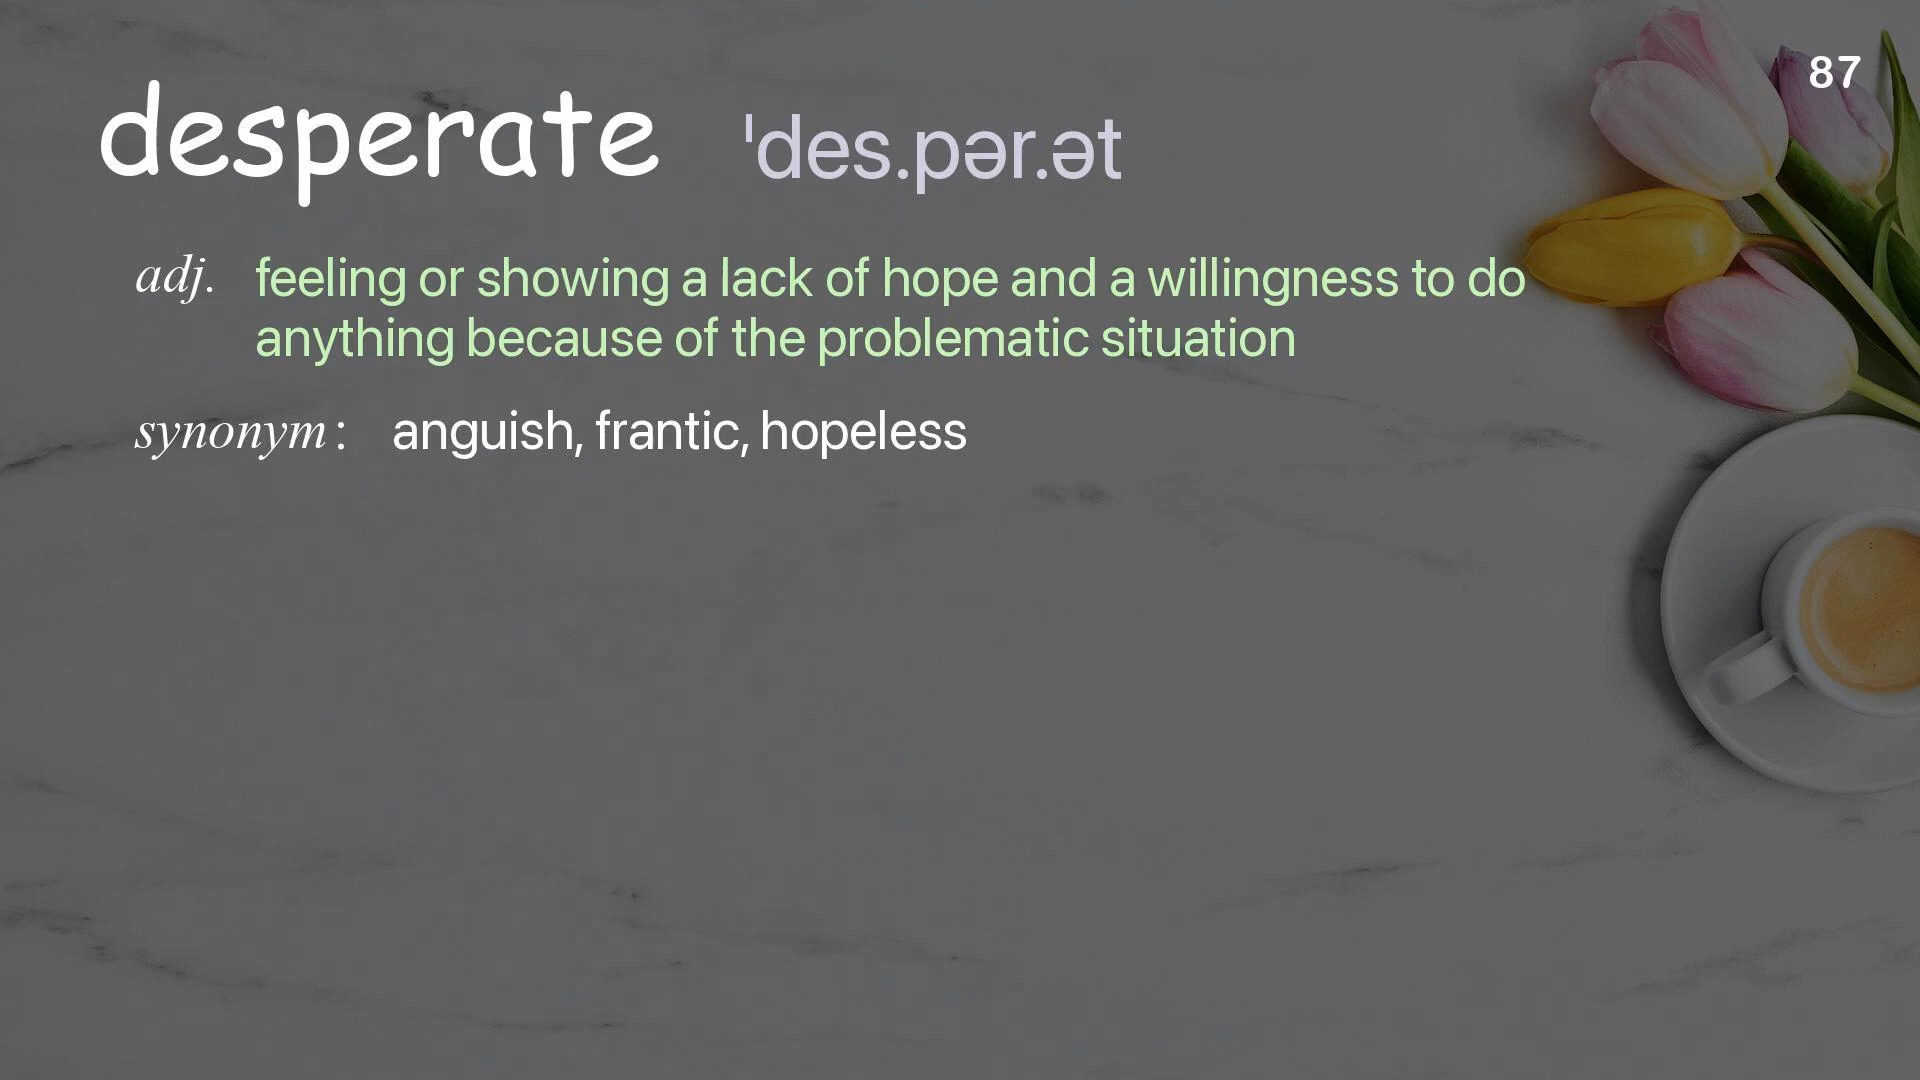 87
desperate ˈdes.pər.ət
adj. feeling or showing a lack of hope and a willingness to do
anything because of the problematic situation
synonym : anguish, frantic, hopeless